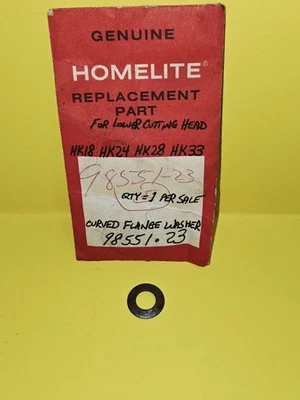 GENUINE
HOMELITE®
REPLACEMENT
PART
FOR LOWER CUTTING HEAD
HK18 HK24 HK28 HK33
98551-23
QTY=1 PER SALE
CURVED FLANGE WASHER
98551.23